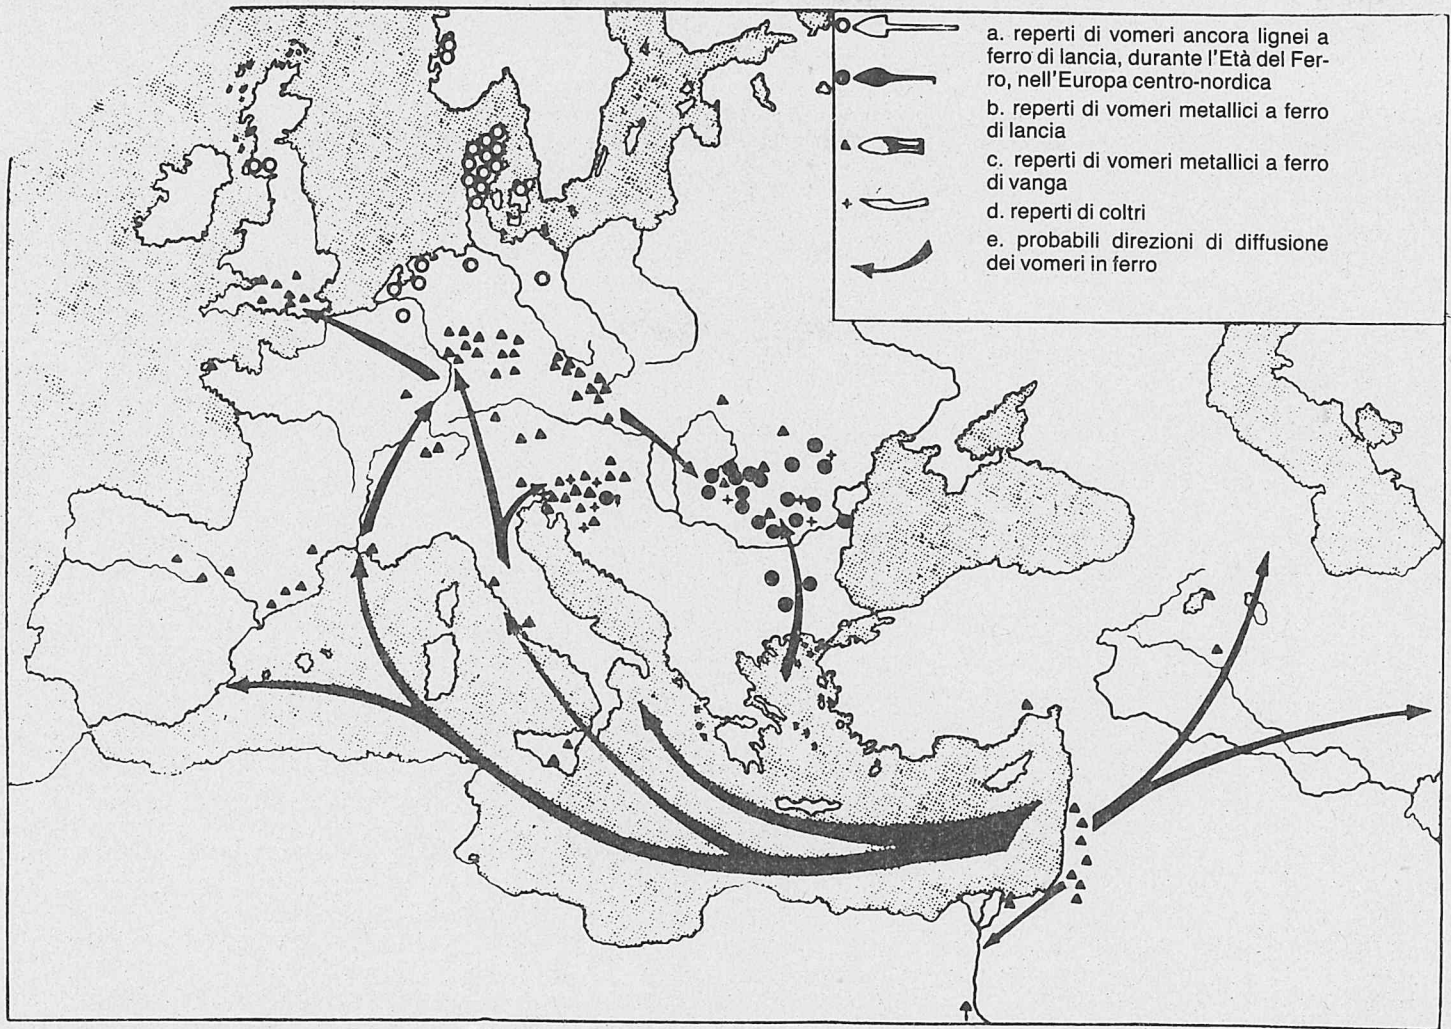 a. reperti di vomeri ancora lignei a
ferro di lancia, durante l'Età del Fer-
ro, nell'Europa centro-nordica
b. reperti di vomeri metallici a ferro
di lancia
c. reperti di vomeri metallici a ferro
di vanga
d. reperti di coltri
e. probabili direzioni di diffusione
dei vomeri in ferro